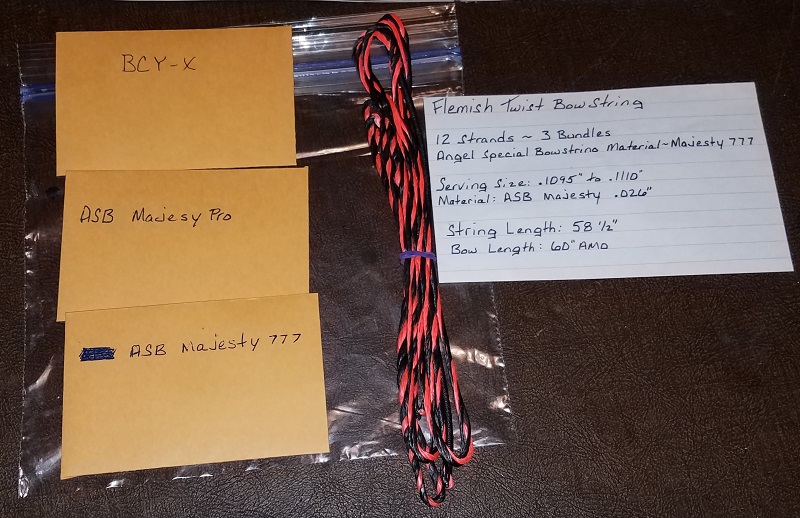 BCY-X
ASB Majesy Pro
ASB Majesty 777
Flemish Twist Bowstring
12 Strands ~ 3 Bundles
Angel Special Bowstring Material~Majesty 777
Serving Size: .1095" to .1110"
Material: ASB Majesty .026"
String Length: 58 1/2"
Bow Length: 60" AMO